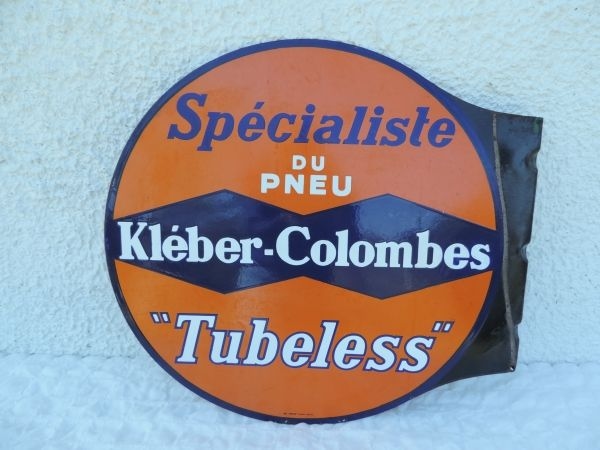 Spécialiste
DU
PNEU
Kléber-Colombes
"Tubeless"